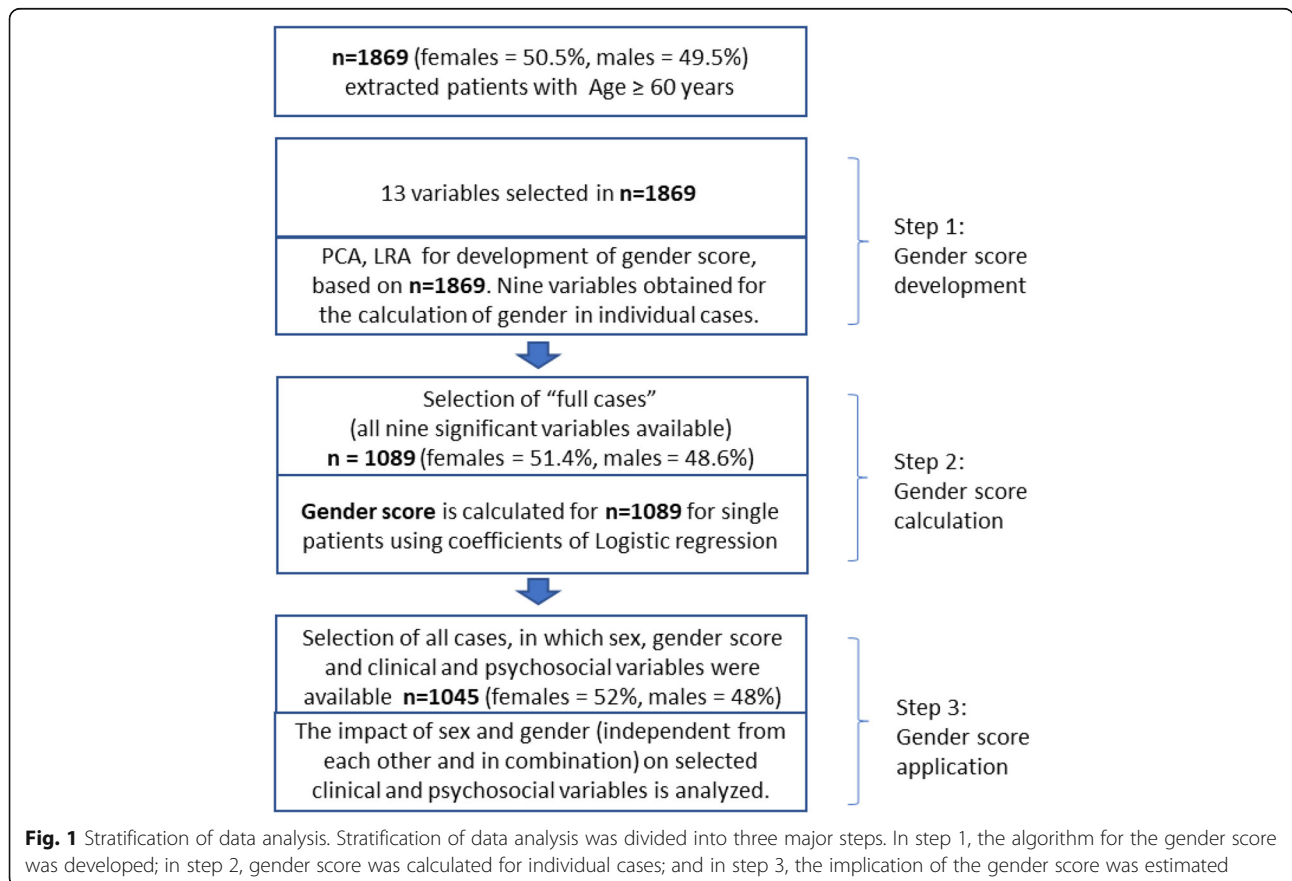 n=1869 (females = 50.5%, males = 49.5%)
extracted patients with Age ≥ 60 years
13 variables selected in n=1869
PCA, LRA for development of gender score,
based on n=1869. Nine variables obtained for
the calculation of gender in individual cases.
Step 1:
Gender score
development
Selection of “full cases”
(all nine significant variables available)
n = 1089 (females = 51.4%, males = 48.6%)
Gender score is calculated for n=1089 for single
patients using coefficients of Logistic regression
Step 2:
Gender score
calculation
Selection of all cases, in which sex, gender score
and clinical and psychosocial variables were
available n=1045 (females = 52%, males = 48%)
The impact of sex and gender (independent from
each other and in combination) on selected
clinical and psychosocial variables is analyzed.
Step 3:
Gender score
application
Fig. 1 Stratification of data analysis. Stratification of data analysis was divided into three major steps. In step 1, the algorithm for the gender score
was developed; in step 2, gender score was calculated for individual cases; and in step 3, the implication of the gender score was estimated